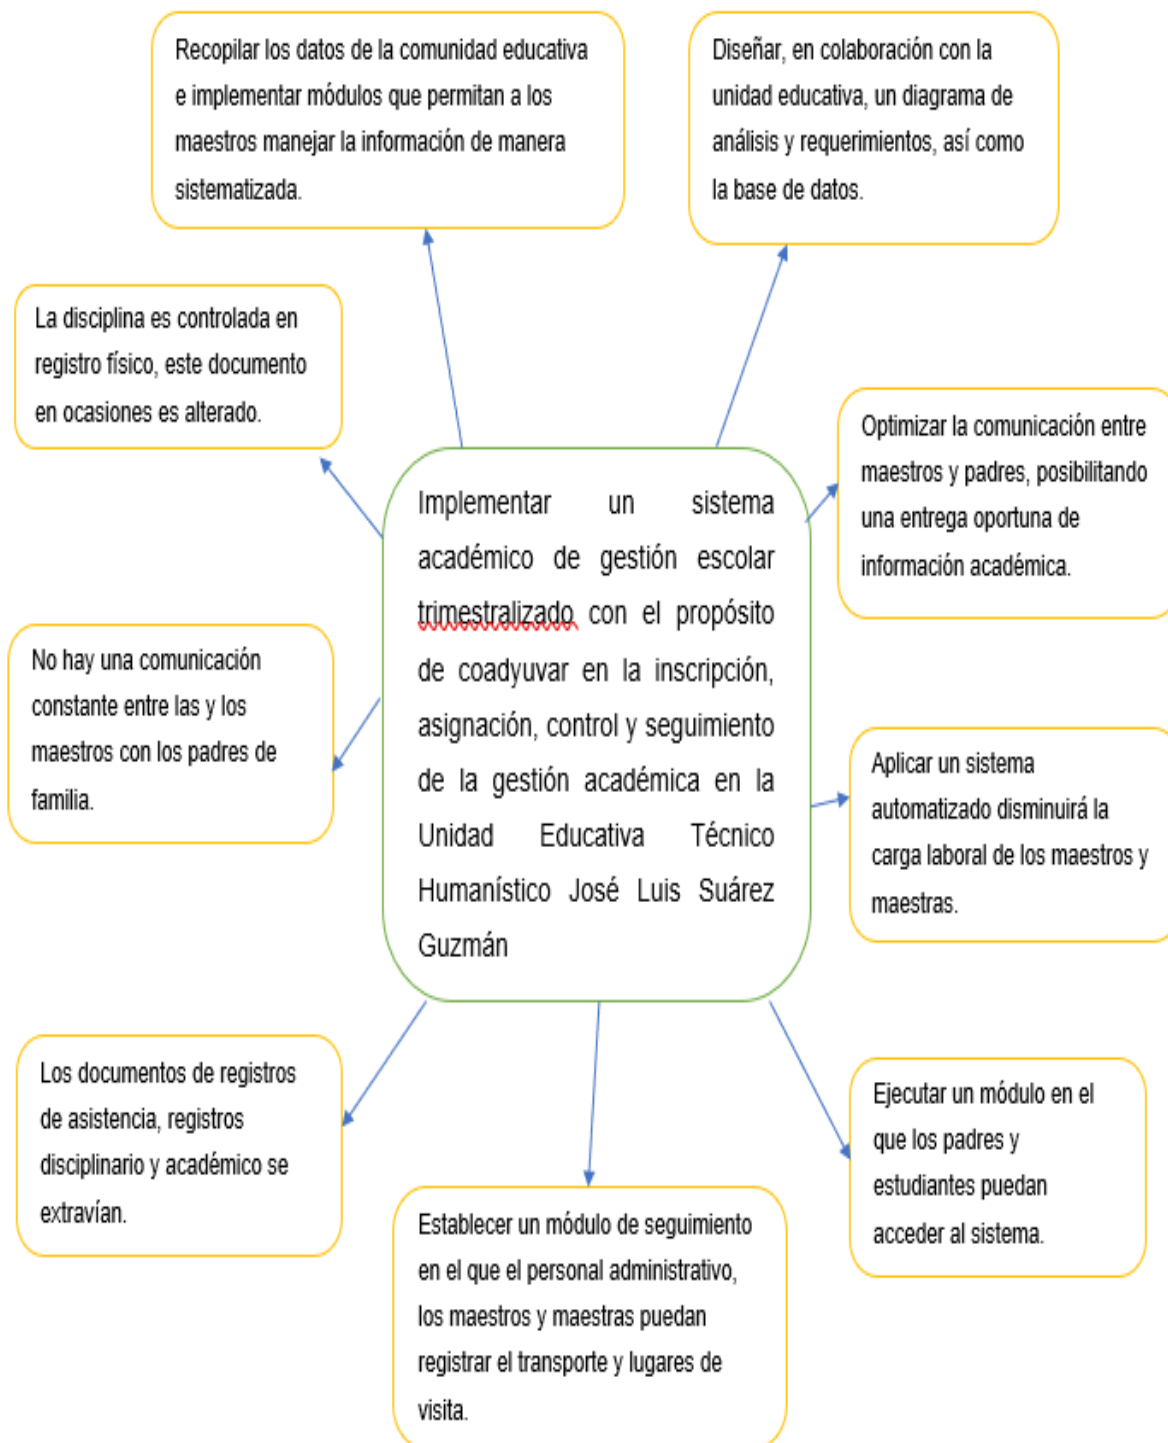 Recopilar los datos de la comunidad educativa
e implementar módulos que permitan a los
maestros manejar la información de manera
sistematizada.
Diseñar, en colaboración con la
unidad educativa, un diagrama de
análisis y requerimientos, así como
la base de datos.
La disciplina es controlada en
registro físico, este documento
en ocasiones es alterado.
Optimizar la comunicación entre
maestros y padres, posibilitando
una entrega oportuna de
información académica.
Implementar un sistema
académico de gestión escolar
trimestralizado con el propósito
de coadyuvar en la inscripción,
asignación, control y seguimiento
de la gestión académica en la
Unidad Educativa Técnico
Humanístico José Luis Suárez
Guzmán
No hay una comunicación
constante entre las y los
maestros con los padres de
familia.
Aplicar un sistema
automatizado disminuirá la
carga laboral de los maestros y
maestras.
Los documentos de registros
de asistencia, registros
disciplinario y académico se
extravían.
Ejecutar un módulo en el
que los padres y
estudiantes puedan
acceder al sistema.
Establecer un módulo de seguimiento
en el que el personal administrativo,
los maestros y maestras puedan
registrar el transporte y lugares de
visita.